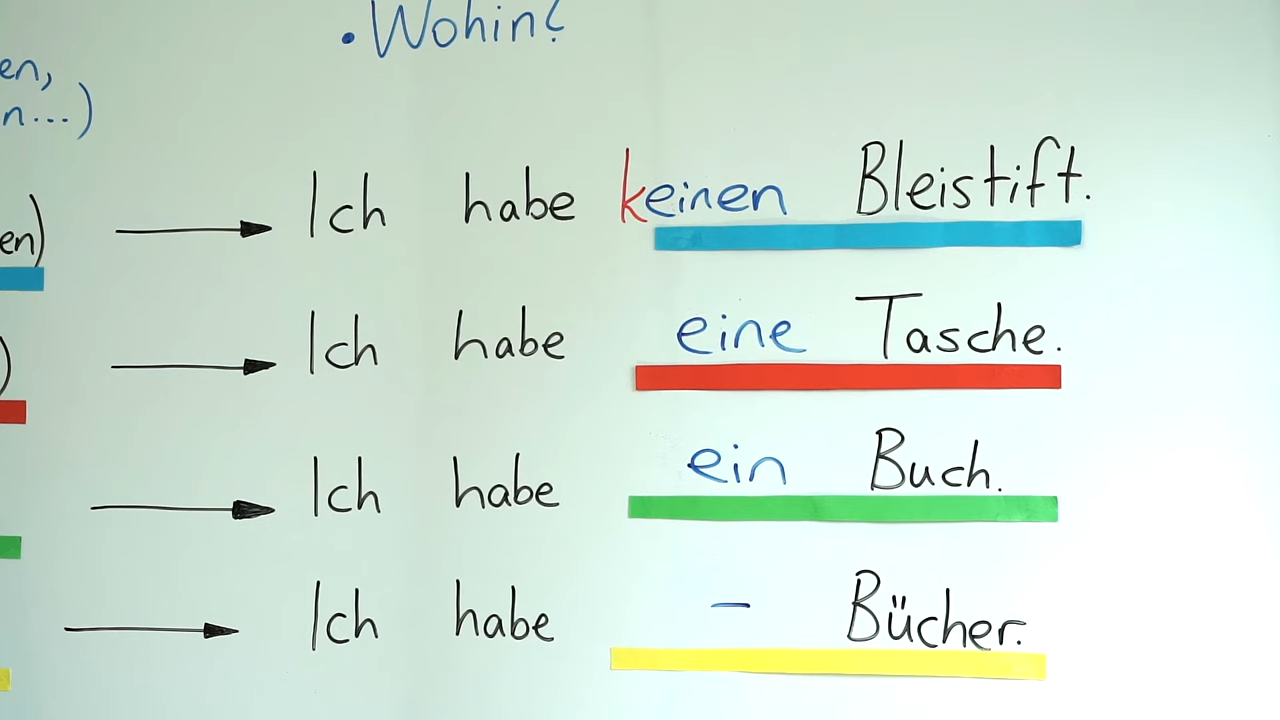 • Wohin?
en,
n...)
en)
Ich habe keinen Bleistift.
)
Ich habe eine Tasche.
Ich habe ein Buch.
Ich habe – Bücher.